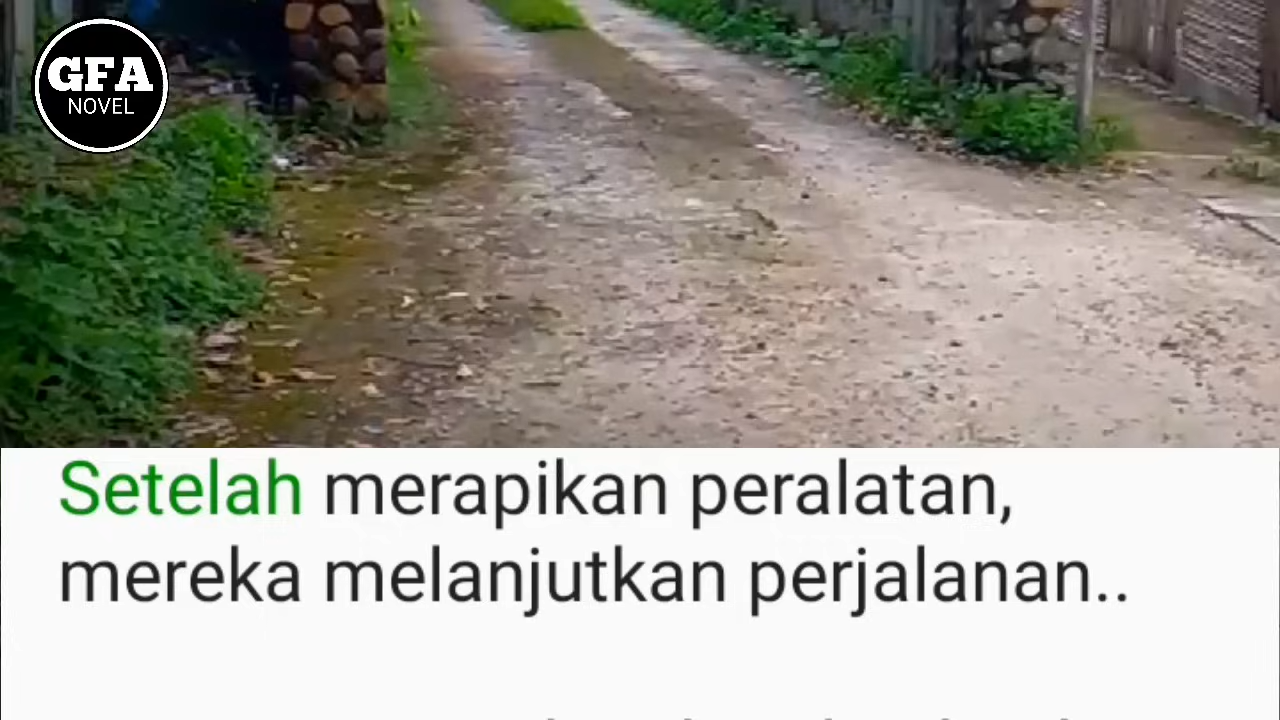 GFA
NOVEL
Setelah merapikan peralatan,
mereka melanjutkan perjalanan..